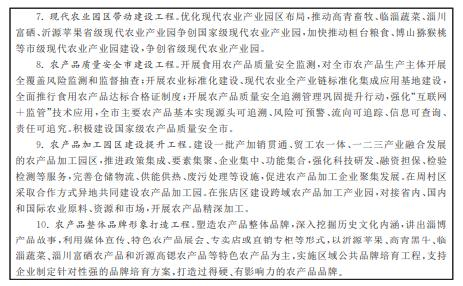 7. 现代农业园区带动建设工程。优化现代农业产业园区布局，推动高青畜牧、临淄蔬菜、淄川
富硒、沂源苹果省级现代农业产业园争创国家级现代农业产业园，加快推动桓台粮食、博山猕猴桃
等市级现代农业产业园建设，争创省级现代农业产业园。
8. 农产品质量安全市建设工程。开展食用农产品质量安全监测，对全市农产品生产主体开展
全覆盖风险监测和监督抽查；开展农业标准化建设、现代农业全产业链标准化集成应用基地建设，
全面推行食用农产品达标合格证制度；开展农产品质量安全追溯管理巩固提升行动，强化“互联网
＋监管”技术应用，全市主要农产品基本实现源头可追溯、风险可预警、流向可追踪、信息可查询、
责任可追究。积极建设国家级农产品质量安全市。
9. 农产品加工园区建设提升工程。建设一批产加销贯通、贸工农一体、一二三产业融合发展
的农产品加工园区，推进政策集成、要素集聚、企业集中、功能集合，强化科技研发、融资担保、检验
检测等服务，完善仓储物流、供能供热、废污处理等设施，促进农产品加工企业聚集发展。在周村区
采取合作方式异地共同建设农产品加工园。在张店区建设跨域农产品加工产业园，对接省内、国内
和国际农业原料、资源和市场，开展农产品精深加工。
10. 农产品整体品牌形象打造工程。塑造农产品整体品牌，深入挖掘历史文化内涵，讲出淄博
产品故事，利用媒体宣传、特色农产品展会、专卖店或直销专柜等形式，以沂源苹果、高青黑牛、临
淄蔬菜、淄川富硒农产品和沂源高锶农产品等特色农产品为主，实施区域公共品牌培育工程，支持
企业制定针对性强的品牌培育方案，打造过得硬、有影响力的农产品品牌。